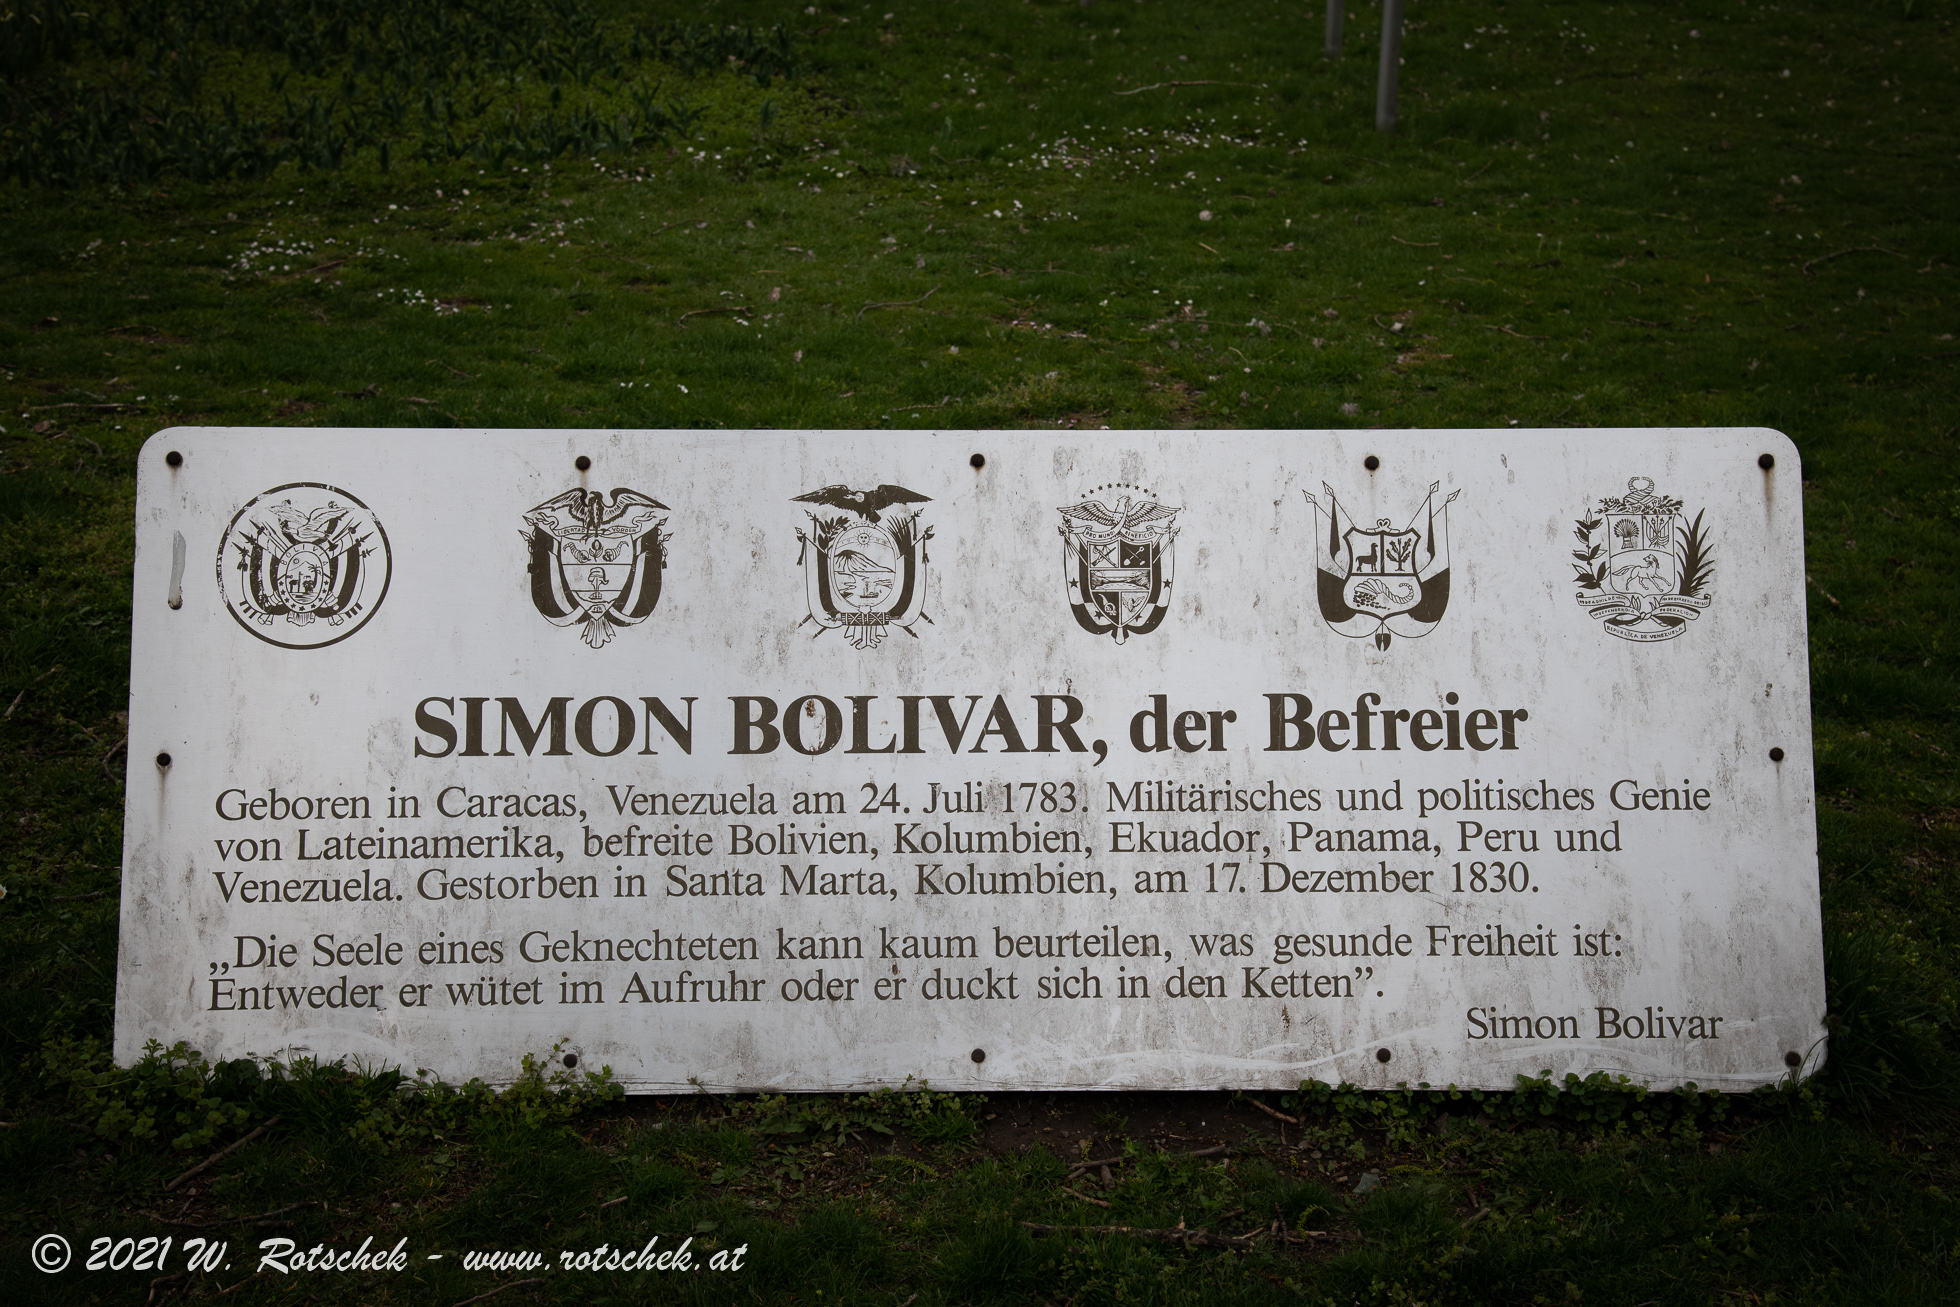 SIMON BOLIVAR, der Befreier
Geboren in Caracas, Venezuela am 24. Juli 1783. Militärisches und politisches Genie
von Lateinamerika, befreite Bolivien, Kolumbien, Ekuador, Panama, Peru und
Venezuela. Gestorben in Santa Marta, Kolumbien, am 17. Dezember 1830.
„Die Seele eines Geknechteten kann kaum beurteilen, was gesunde Freiheit ist:
Entweder er wütet im Aufruhr oder er duckt sich in den Ketten”.
Simon Bolivar
© 2021 W. Rotschek - www.rotschek.at